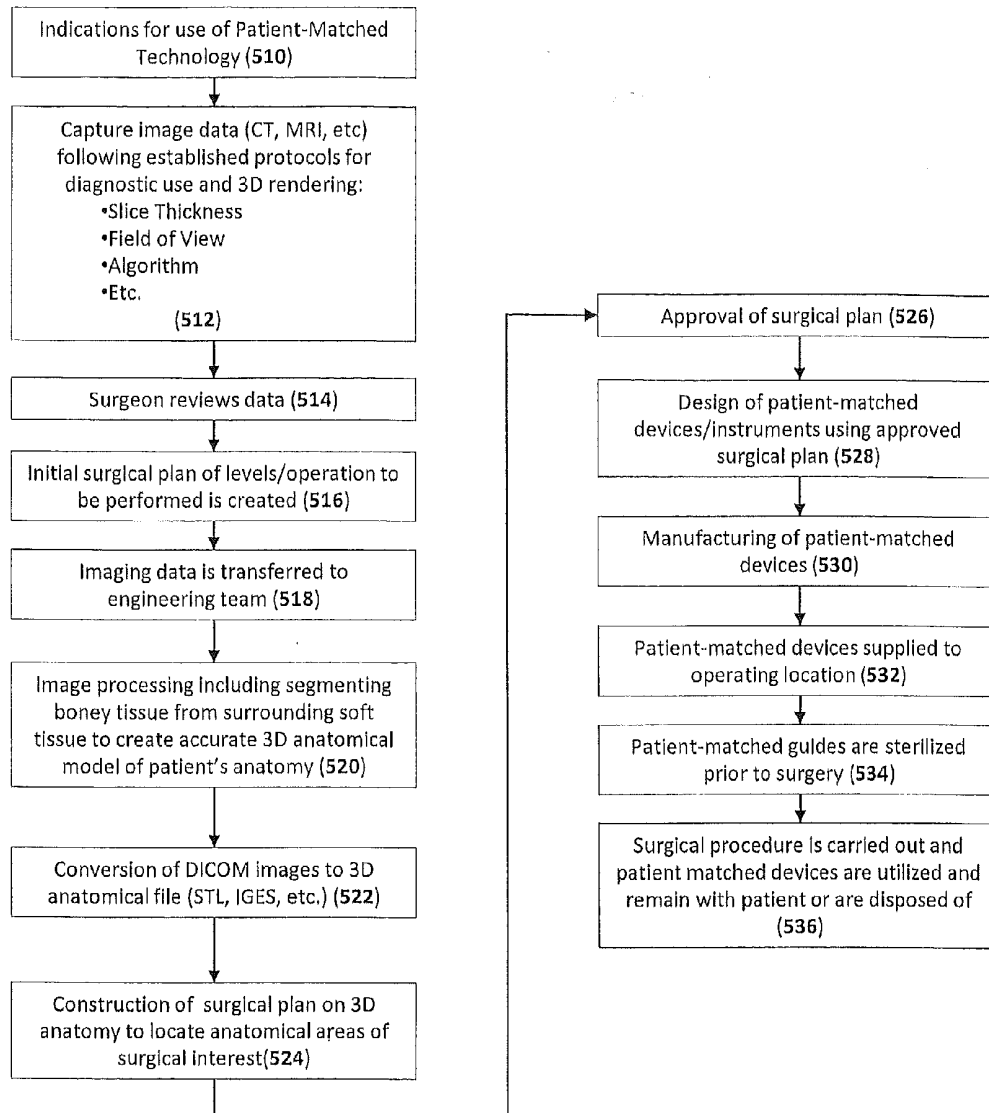 Indications for use of Patient-Matched
Technology (510)
Capture image data (CT, MRI, etc)
following established protocols for
diagnostic use and 3D rendering:
•Slice Thickness
•Field of View
•Algorithm
•Etc.
(512)
Surgeon reviews data (514)
Initial surgical plan of levels/operation to
be performed is created (516)
Imaging data is transferred to
engineering team (518)
Image processing including segmenting
boney tissue from surrounding soft
tissue to create accurate 3D anatomical
model of patient's anatomy (520)
Conversion of DICOM images to 3D
anatomical file (STL, IGES, etc.) (522)
Construction of surgical plan on 3D
anatomy to locate anatomical areas of
surgical interest(524)
Approval of surgical plan (526)
Design of patient-matched
devices/instruments using approved
surgical plan (528)
Manufacturing of patient-matched
devices (530)
Patient-matched devices supplied to
operating location (532)
Patient-matched guides are sterilized
prior to surgery (534)
Surgical procedure is carried out and
patient matched devices are utilized and
remain with patient or are disposed of
(536)